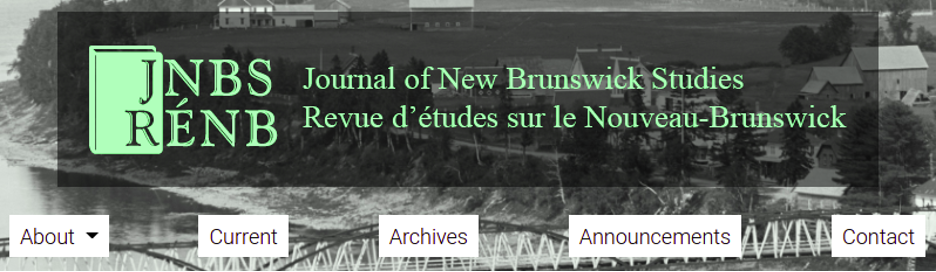 JNBS
RÉNB
Journal of New Brunswick Studies
Revue d'études sur le Nouveau-Brunswick
About
Current
Archives
Announcements
Contact